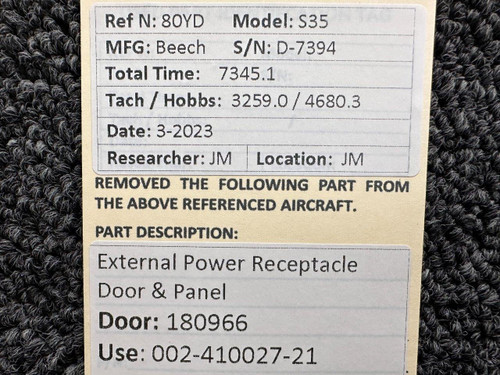 Ref N: 80YD Model: S35
MFG: Beech S/N: D-7394
Total Time: 7345.1
Tach / Hobbs: 3259.0 / 4680.3
Date: 3-2023
Researcher: JM Location: JM
REMOVED THE FOLLOWING PART FROM
THE ABOVE REFERENCED AIRCRAFT.
PART DESCRIPTION:
External Power Receptacle
Door & Panel
Door: 180966
Use: 002-410027-21